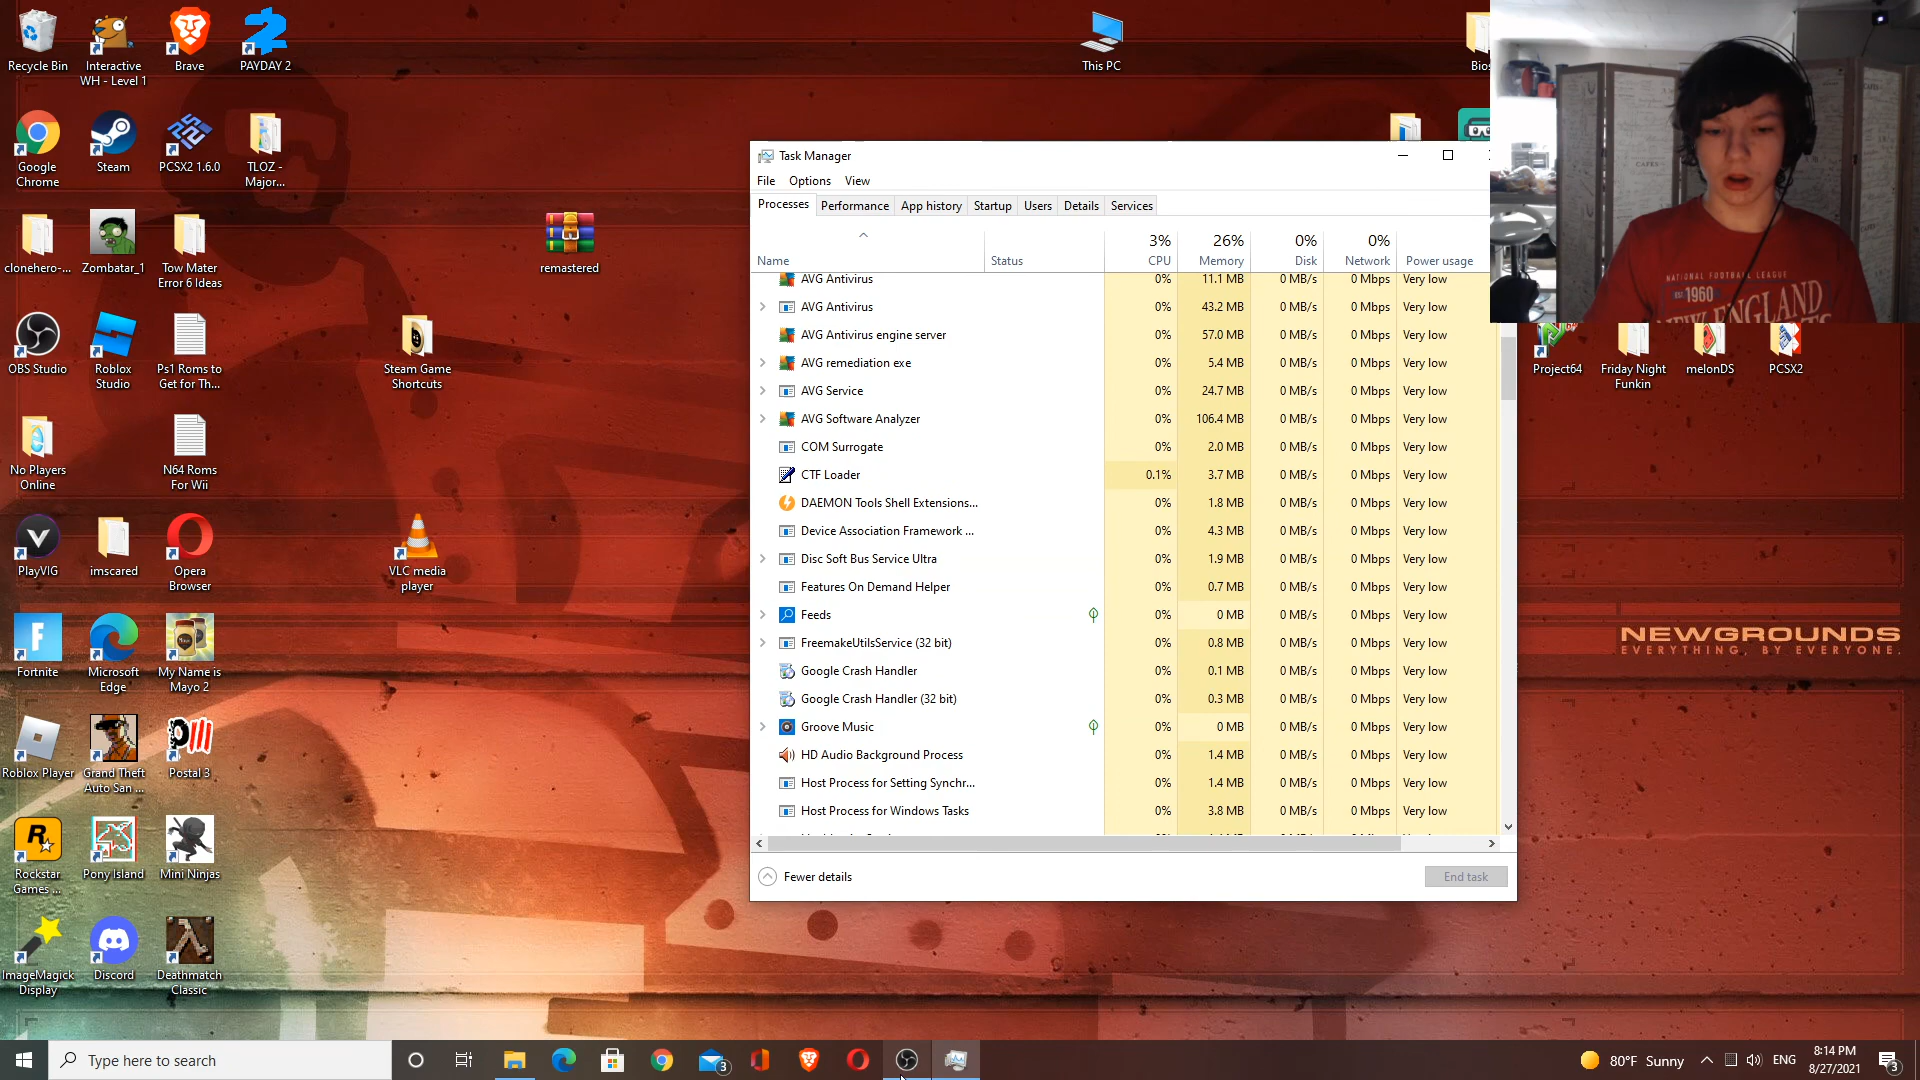 Recycle Bin
Interactive
WH - Level 1
Brave
PAYDAY 2
This PC
Bios
Google
Chrome
Steam
PCSX2 1.6.0
TLOZ -
Major...
clonehero-...
Zombatar_1
Tow Mater
Error 6 Ideas
remastered
OBS Studio
Roblox
Studio
Ps1 Roms to
Get for Th...
Steam Game
Shortcuts
No Players
Online
N64 Roms
For Wii
PlayVIG
imscared
Opera
Browser
VLC media
player
Fortnite
Microsoft
Edge
My Name is
Mayo 2
Roblox Player
Grand Theft
Auto San ...
Postal 3
Rockstar
Games ...
Pony Island
Mini Ninjas
ImageMagick
Display
Discord
Deathmatch
Classic
Task Manager
File Options View
Processes Performance App history Startup Users Details Services
3% 26% 0% 0%
Name Status CPU Memory Disk Network Power usage
AVG Antivirus 0% 11.1 MB 0 MB/s 0 Mbps Very low
AVG Antivirus 0% 43.2 MB 0 MB/s 0 Mbps Very low
AVG Antivirus engine server 0% 57.0 MB 0 MB/s 0 Mbps Very low
AVG remediation exe 0% 5.4 MB 0 MB/s 0 Mbps Very low
AVG Service 0% 24.7 MB 0 MB/s 0 Mbps Very low
AVG Software Analyzer 0% 106.4 MB 0 MB/s 0 Mbps Very low
COM Surrogate 0% 2.0 MB 0 MB/s 0 Mbps Very low
CTF Loader 0.1% 3.7 MB 0 MB/s 0 Mbps Very low
DAEMON Tools Shell Extensions... 0% 1.8 MB 0 MB/s 0 Mbps Very low
Device Association Framework ... 0% 4.3 MB 0 MB/s 0 Mbps Very low
Disc Soft Bus Service Ultra 0% 1.9 MB 0 MB/s 0 Mbps Very low
Features On Demand Helper 0% 0.7 MB 0 MB/s 0 Mbps Very low
Feeds 0% 0 MB 0 MB/s 0 Mbps Very low
FreemakeUtilsService (32 bit) 0% 0.8 MB 0 MB/s 0 Mbps Very low
Google Crash Handler 0% 0.1 MB 0 MB/s 0 Mbps Very low
Google Crash Handler (32 bit) 0% 0.3 MB 0 MB/s 0 Mbps Very low
Groove Music 0% 0 MB 0 MB/s 0 Mbps Very low
HD Audio Background Process 0% 1.4 MB 0 MB/s 0 Mbps Very low
Host Process for Setting Synchr... 0% 1.4 MB 0 MB/s 0 Mbps Very low
Host Process for Windows Tasks 0% 3.8 MB 0 MB/s 0 Mbps Very low
Fewer details
End task
NATIONAL FOOTBALL LEAGUE
EST. 1960
NEW ENGLAND
Project64
Friday Night
Funkin
melonDS
PCSX2
NEWGROUNDS
EVERYTHING, BY EVERYONE.
Type here to search
3
80°F Sunny
ENG
8:14 PM
8/27/2021
3